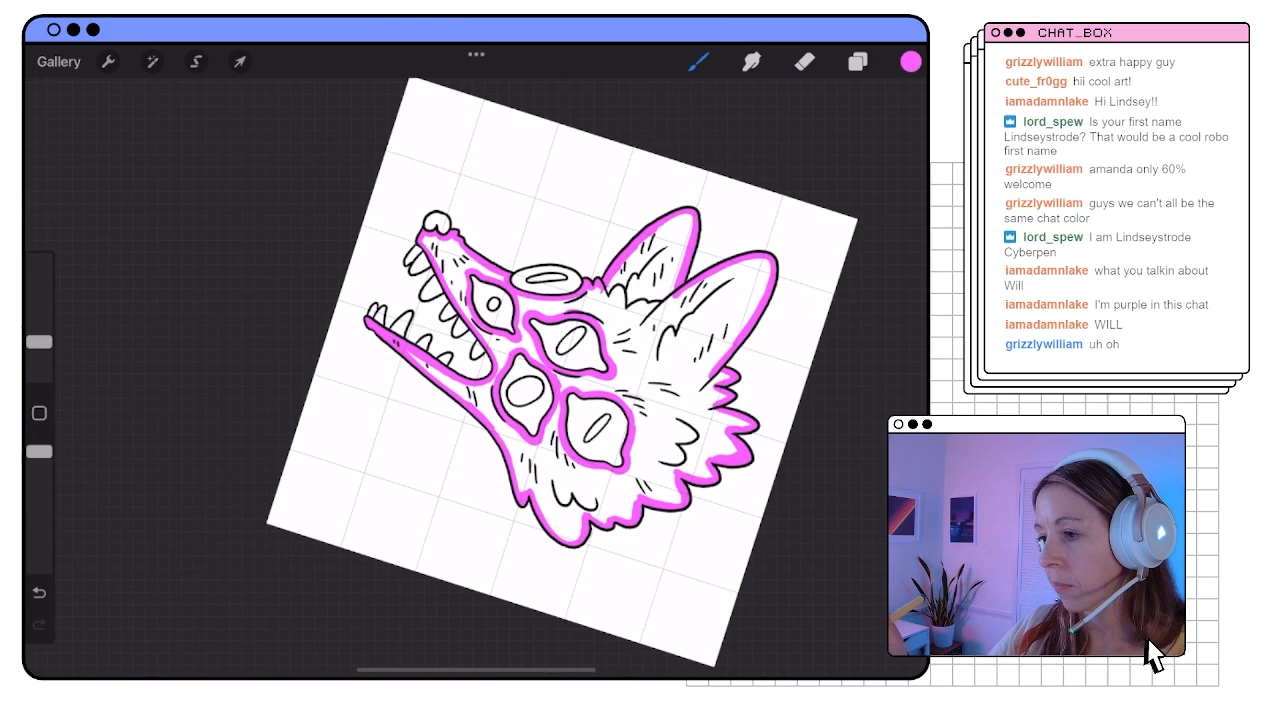 Gallery
CHAT_BOX
grizzlywilliam extra happy guy
cute_fr0gg hii cool art!
iamadamnlake Hi Lindsey!!
lord_spew Is your first name
Lindseystrode? That would be a cool robo
first name
grizzlywilliam amanda only 60%
welcome
grizzlywilliam guys we can't all be the
same chat color
lord_spew I am Lindseystrode
Cyberpen
iamadamnlake what you talkin about
Will
iamadamnlake I'm purple in this chat
iamadamnlake WILL
grizzlywilliam uh oh